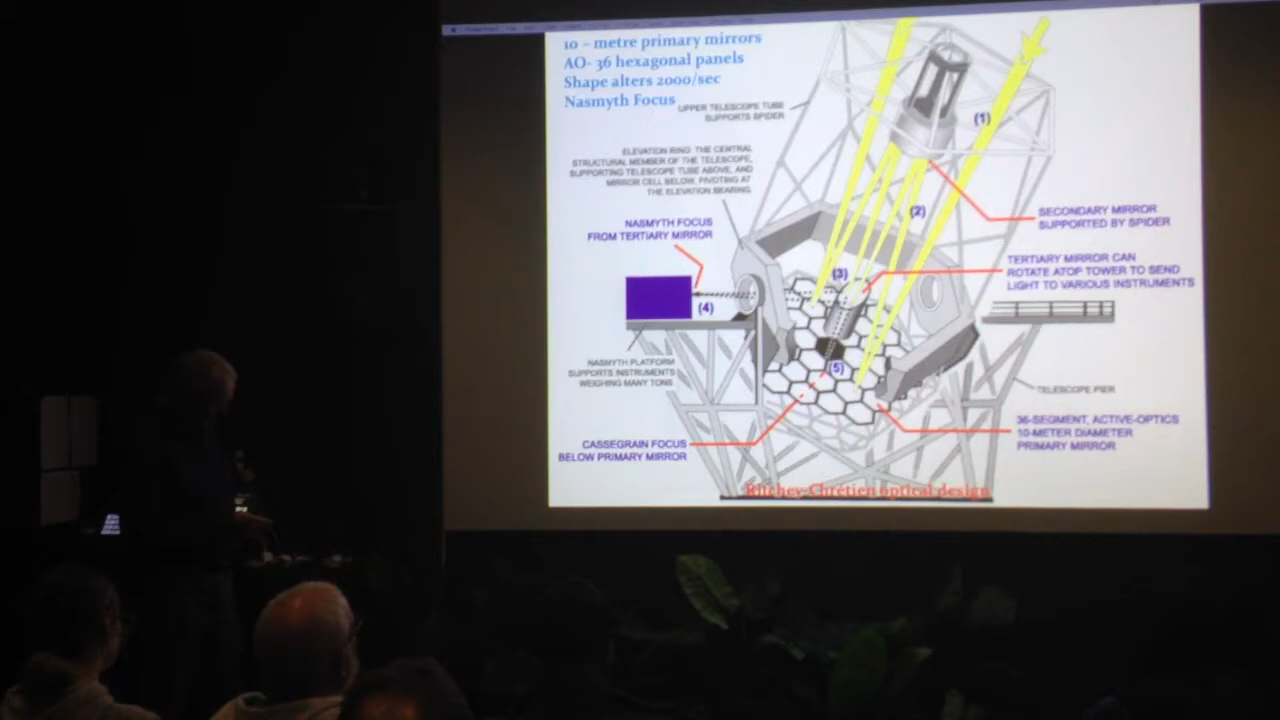 10 – metre primary mirrors
AO- 36 hexagonal panels
Shape alters 2000/sec
Nasmyth Focus
UPPER TELESCOPE TUBE
SUPPORTS SPIDER
(1)
ELEVATION RING: THE CENTRAL
STRUCTURAL MEMBER OF THE TELESCOPE,
SUPPORTING TELESCOPE TUBE ABOVE, AND
MIRROR CELL BELOW, PIVOTING AT
THE ELEVATION BEARING
(2)
SECONDARY MIRROR
SUPPORTED BY SPIDER
NASMYTH FOCUS
FROM TERTIARY MIRROR
(3)
TERTIARY MIRROR CAN
ROTATE ATOP TOWER TO SEND
LIGHT TO VARIOUS INSTRUMENTS
(4)
NASMYTH PLATFORM
SUPPORTS INSTRUMENTS
WEIGHING MANY TONS
(5)
TELESCOPE PIER
36-SEGMENT, ACTIVE-OPTICS
10-METER DIAMETER
PRIMARY MIRROR
CASSEGRAIN FOCUS
BELOW PRIMARY MIRROR
Ritchey-Chrétien optical design